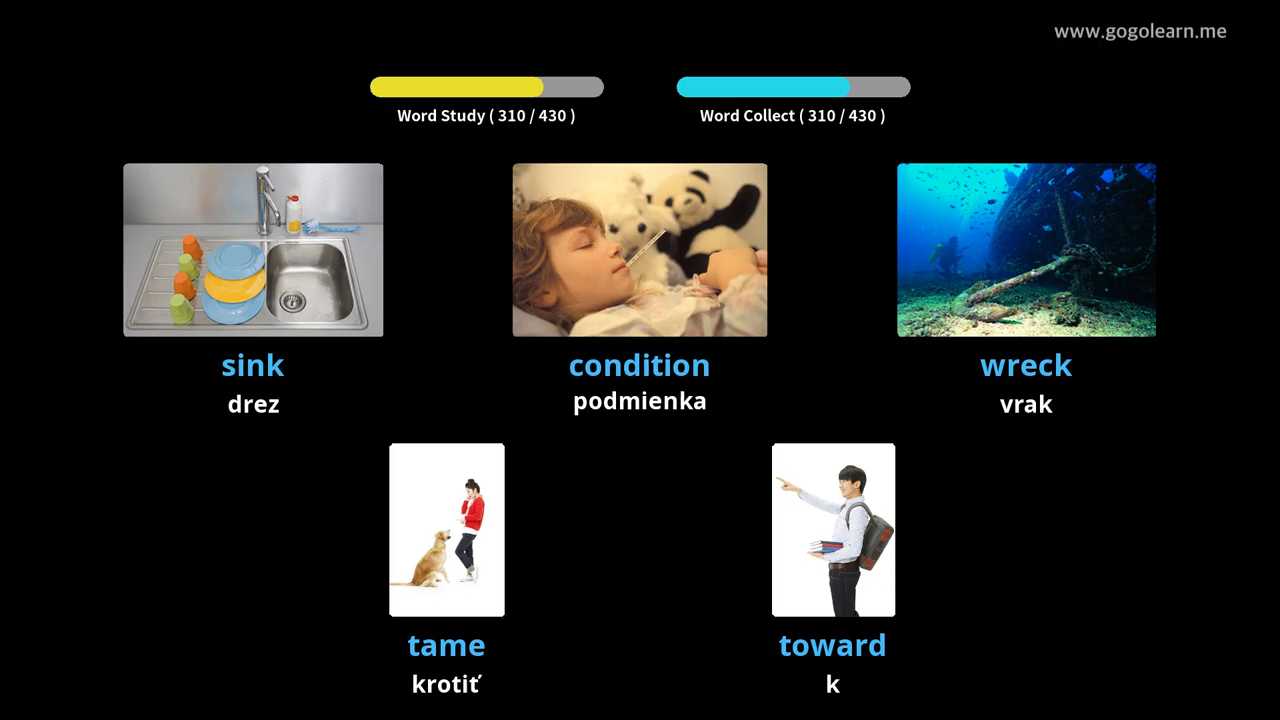 www.gogolearn.me
Word Study ( 310 / 430 )
Word Collect ( 310 / 430 )
sink
drez
condition
podmienka
wreck
vrak
tame
krotiť
toward
k